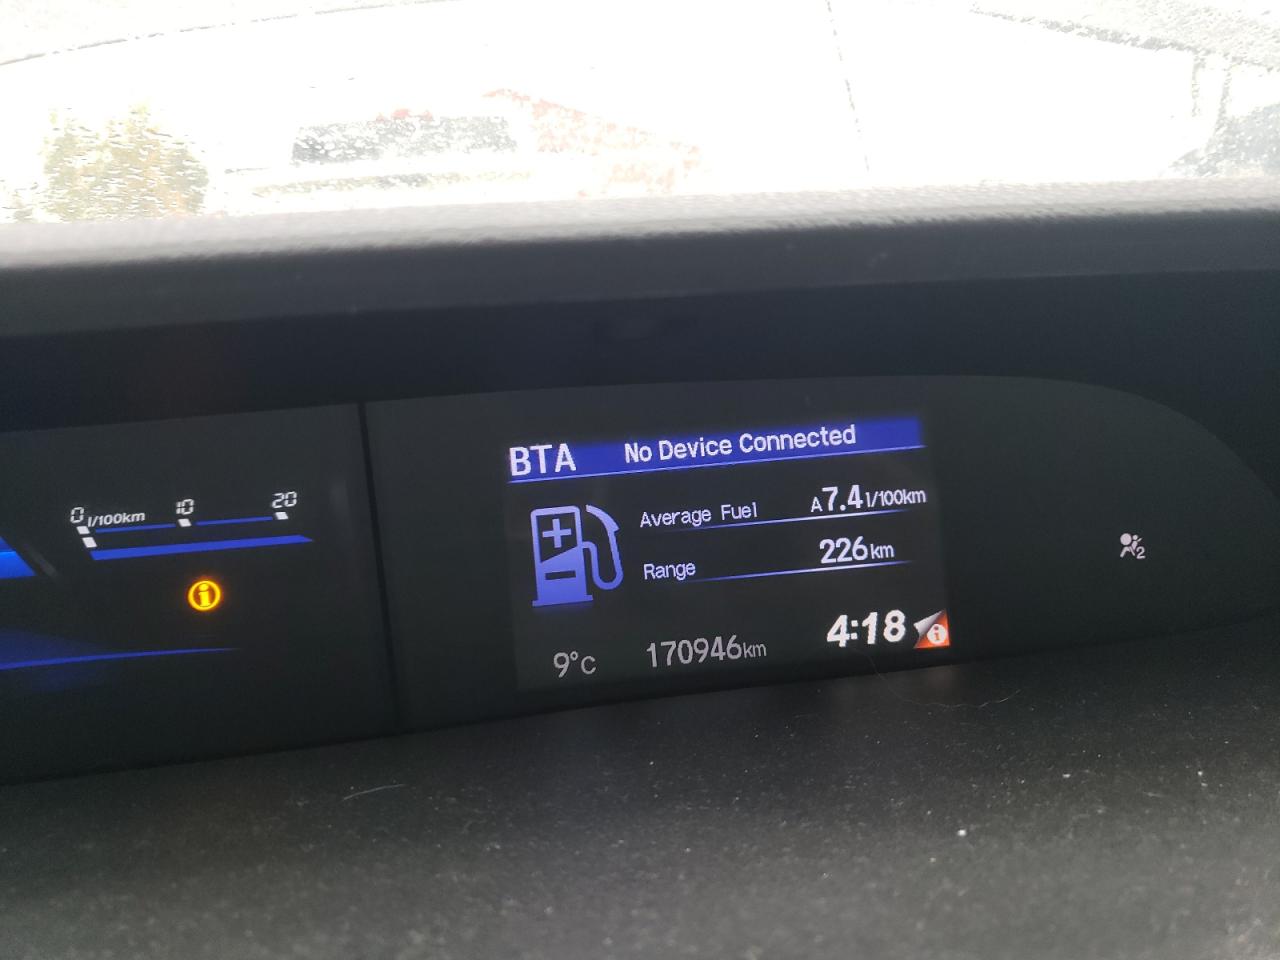 0 l/100km 10 20
BTA No Device Connected
Average Fuel A7.4l/100km
Range 226km
9°C 170946km 4:18
2